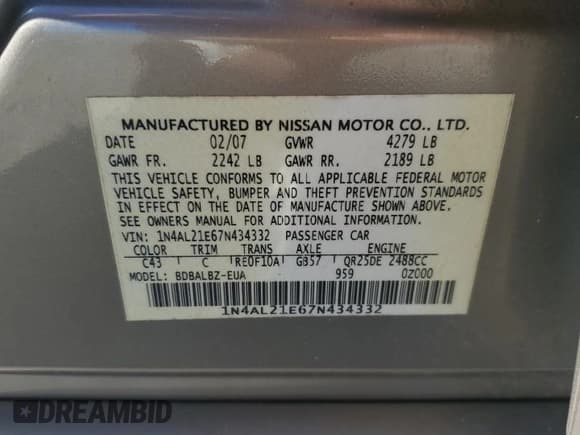 MANUFACTURED BY NISSAN MOTOR CO., LTD.
DATE 02/07 GVWR 4279 LB
GAWR FR. 2242 LB GAWR RR. 2189 LB
THIS VEHICLE CONFORMS TO ALL APPLICABLE FEDERAL MOTOR
VEHICLE SAFETY, BUMPER AND THEFT PREVENTION STANDARDS
IN EFFECT ON THE DATE OF MANUFACTURE SHOWN ABOVE.
SEE OWNERS MANUAL FOR ADDITIONAL INFORMATION.
VIN: 1N4AL21E67N434332 PASSENGER CAR
COLOR TRIM TRANS AXLE ENGINE
C43 C RE0F10A GB57 QR25DE 2488CC
MODEL: BDBALBZ-EUA 959 0Z000
1N4AL21E67N434332
DREAMBID